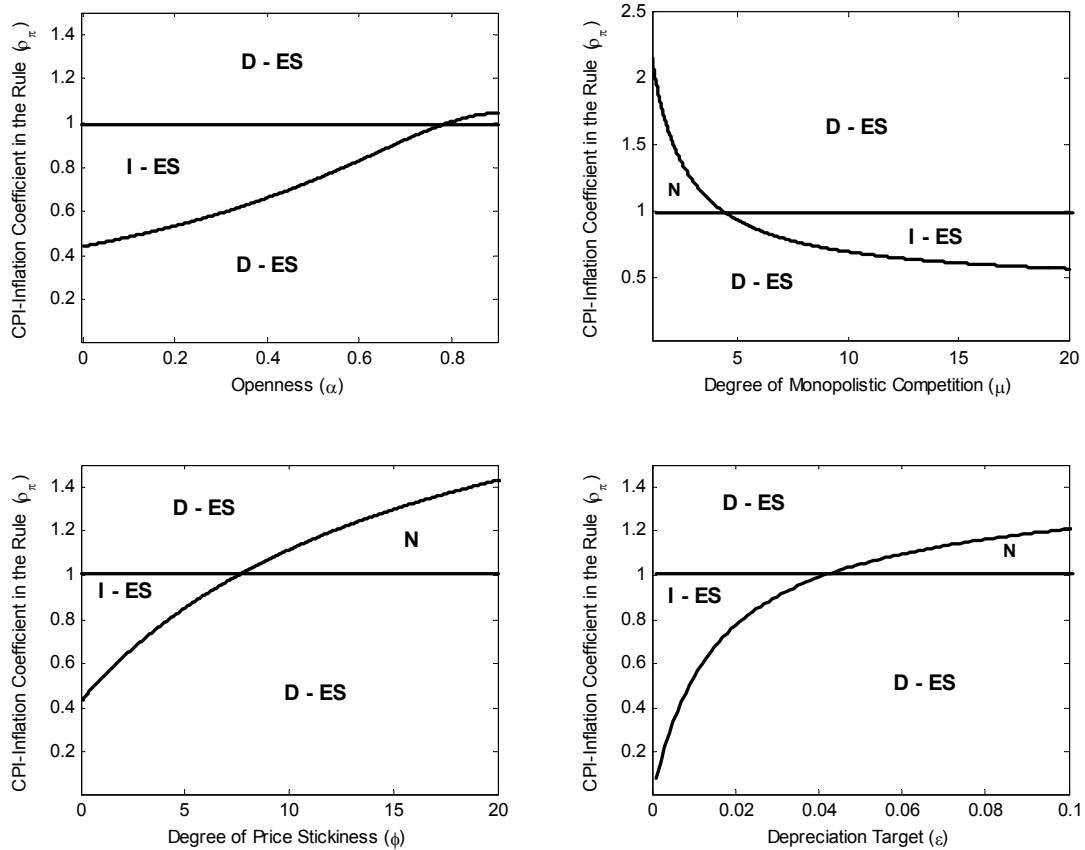 CPI-Inflation Coefficient in the Rule (ρπ)
1.4
1.2
1
0.8
0.6
0.4
0.2
D - ES
I - ES
D - ES
0 0.2 0.4 0.6 0.8
Openness (α)
CPI-Inflation Coefficient in the Rule (ρπ)
2.5
2
1.5
1
0.5
D - ES
N
I - ES
D - ES
5 10 15 20
Degree of Monopolistic Competition (μ)
CPI-Inflation Coefficient in the Rule (ρπ)
1.4
1.2
1
0.8
0.6
0.4
0.2
D - ES
N
I - ES
D - ES
0 5 10 15 20
Degree of Price Stickiness (ϕ)
CPI-Inflation Coefficient in the Rule (ρπ)
1.4
1.2
1
0.8
0.6
0.4
0.2
D - ES
N
I - ES
D - ES
0 0.02 0.04 0.06 0.08 0.1
Depreciation Target (ε)